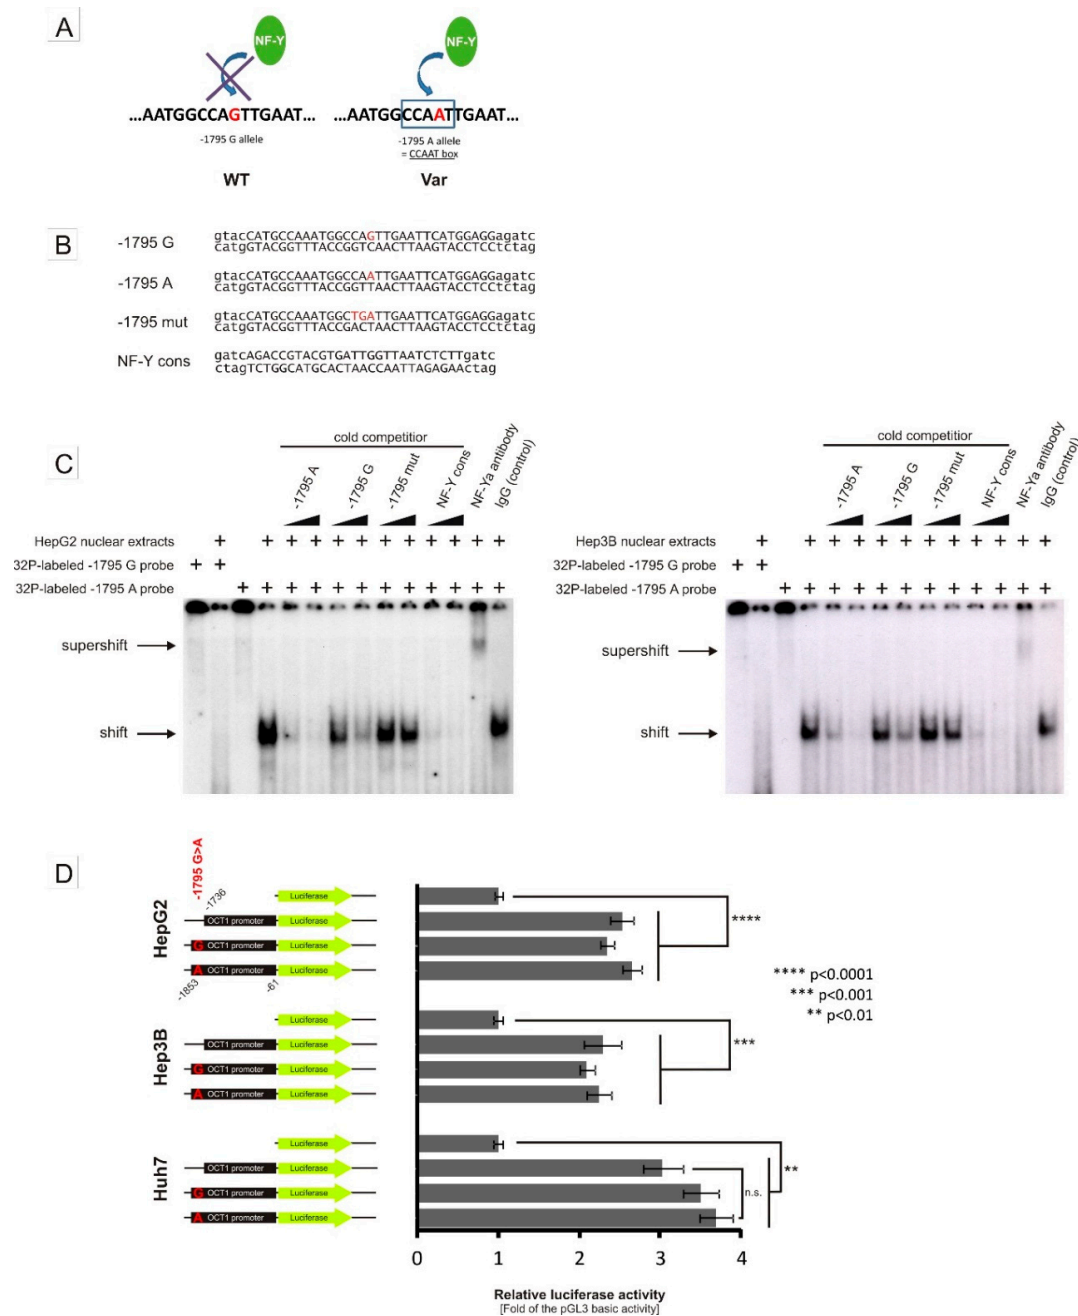 A
NF-Y
NF-Y
...AATGGCCAGTTGAAT...
...AATGGCCAATTGAAT...
-1795 G allele
-1795 A allele
= CCAAT box
WT
Var
B
-1795 G
gtacCATGCCAAATGGCCAGTTGAATTCATGGAGGagatc
catgGTACGGTTTACCGGTCAACTTAAGTACCTCCtctag
-1795 A
gtacCATGCCAAATGGCCAATTGAATTCATGGAGGagatc
catgGTACGGTTTACCGGTTAACTTAAGTACCTCCtctag
-1795 mut
gtacCATGCCAAATGGCTGATTGAATTCATGGAGGagatc
catgGTACGGTTTACCGACTAACTTAAGTACCTCCtctag
NF-Y cons
gatcAGACCGTACGTGATTGGTTAATCTCTTgatc
ctagTCTGGCATGCACTAACCAATTAGAGAActag
C
cold competitior
-1795 A
-1795 G
-1795 mut
NF-Y cons
NF-Ya antibody
IgG (control)
HepG2 nuclear extracts + + + + + + + + + + + +
32P-labeled -1795 G probe + +
32P-labeled -1795 A probe + + + + + + + + + + + +
supershift
shift
cold competitior
-1795 A
-1795 G
-1795 mut
NF-Y cons
NF-Ya antibody
IgG (control)
Hep3B nuclear extracts + + + + + + + + + + + +
32P-labeled -1795 G probe + +
32P-labeled -1795 A probe + + + + + + + + + + + +
supershift
shift
D
-1795 G>A
-1736
HepG2
Luciferase
OCT1 promoter Luciferase
G OCT1 promoter Luciferase
A OCT1 promoter Luciferase
-1853
-61
****
**** p<0.0001
*** p<0.001
** p<0.01
Hep3B
Luciferase
OCT1 promoter Luciferase
G OCT1 promoter Luciferase
A OCT1 promoter Luciferase
***
Huh7
Luciferase
OCT1 promoter Luciferase
G OCT1 promoter Luciferase
A OCT1 promoter Luciferase
n.s.
**
0 1 2 3 4
Relative luciferase activity
[Fold of the pGL3 basic activity]